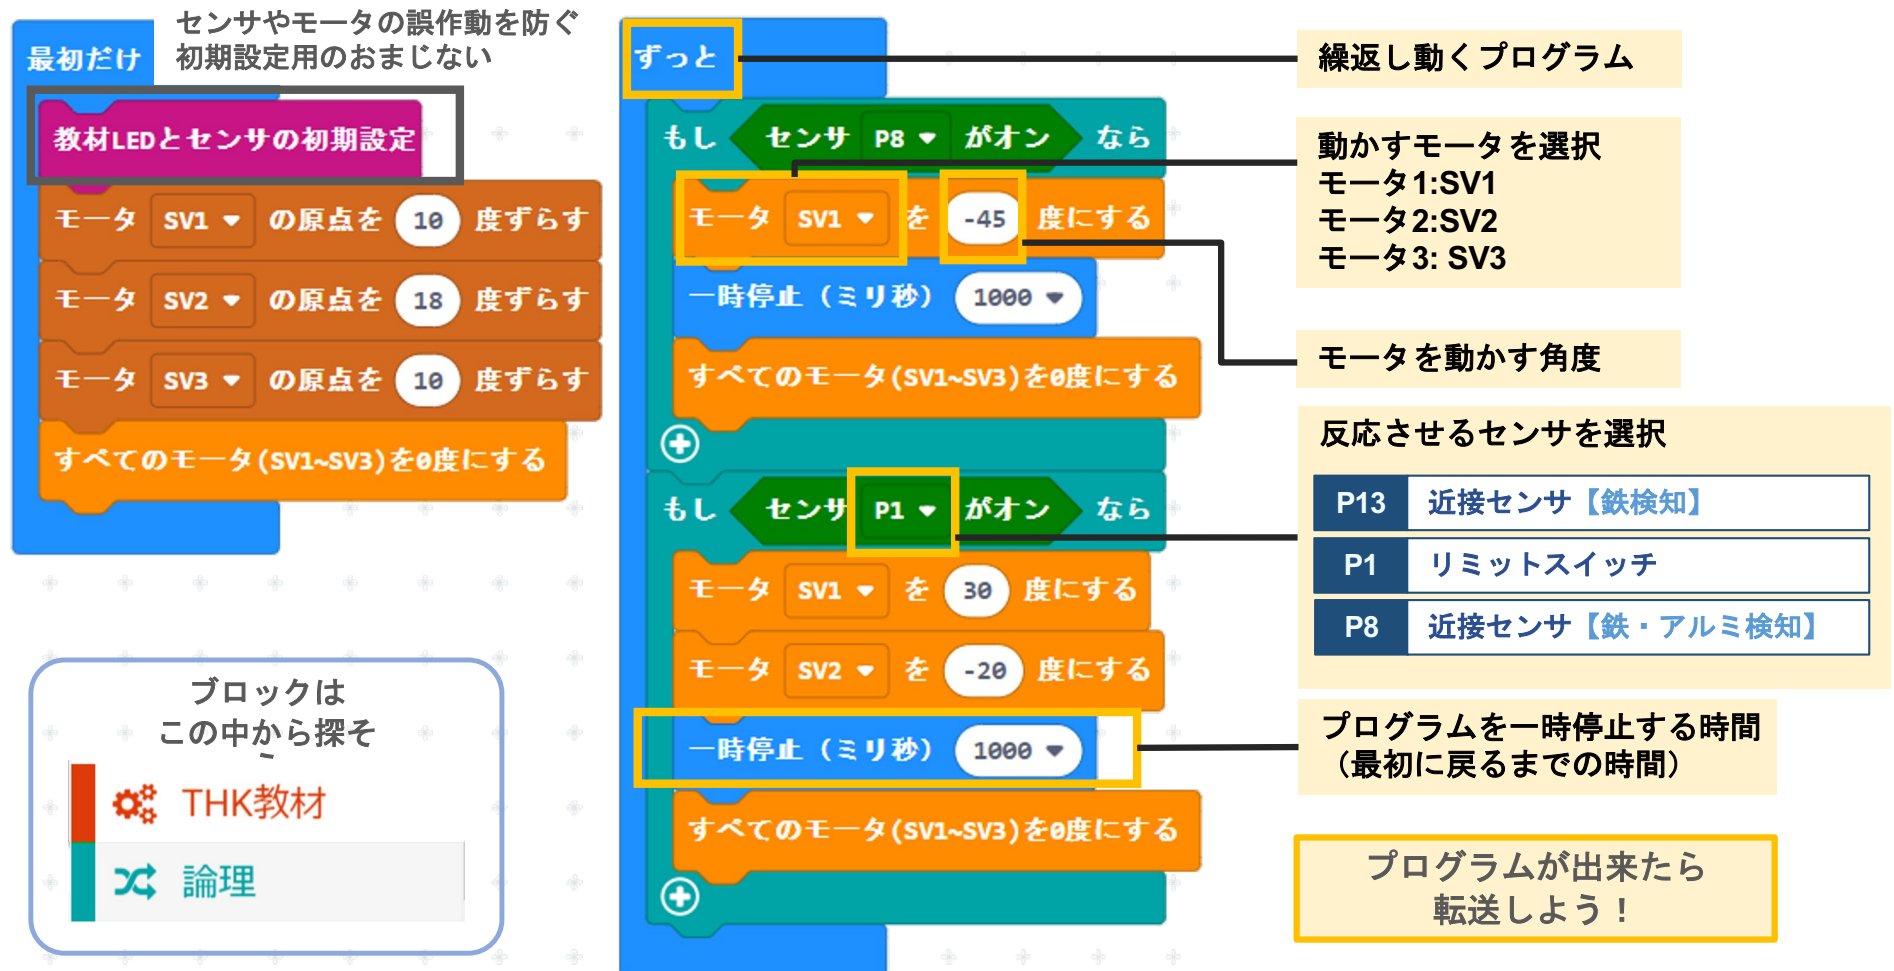 センサやモータの誤作動を防ぐ
初期設定用のおまじない
最初だけ
教材LEDとセンサの初期設定
モータ SV1 の原点を 10 度ずらす
モータ SV2 の原点を 18 度ずらす
モータ SV3 の原点を 10 度ずらす
すべてのモータ(SV1~SV3)を0度にする
ブロックは
この中から探そ
ー
THK教材
論理
ずっと
もし センサ P8 がオン なら
モータ SV1 を -45 度にする
一時停止（ミリ秒） 1000
すべてのモータ(SV1~SV3)を0度にする
もし センサ P1 がオン なら
モータ SV1 を 30 度にする
モータ SV2 を -20 度にする
一時停止（ミリ秒） 1000
すべてのモータ(SV1~SV3)を0度にする
繰返し動くプログラム
動かすモータを選択
モータ1:SV1
モータ2:SV2
モータ3: SV3
モータを動かす角度
反応させるセンサを選択
P13 近接センサ【鉄検知】
P1 リミットスイッチ
P8 近接センサ【鉄・アルミ検知】
プログラムを一時停止する時間
（最初に戻るまでの時間）
プログラムが出来たら
転送しよう！